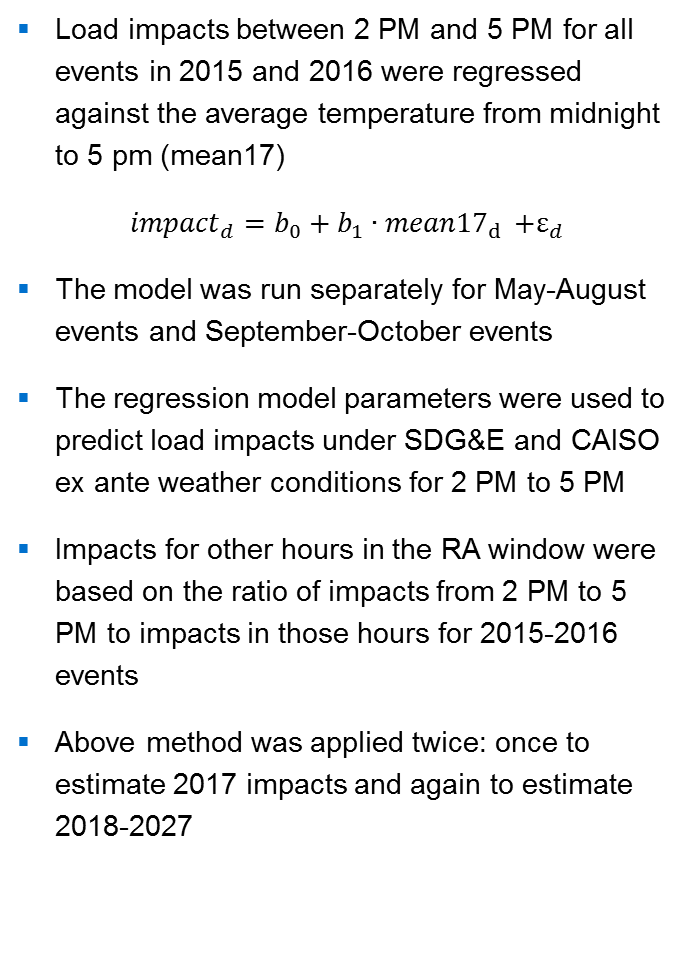 ▪ Load impacts between 2 PM and 5 PM for all
events in 2015 and 2016 were regressed
against the average temperature from midnight
to 5 pm (mean17)
impact_d = b_0 + b_1 · mean17_d +ε_d
▪ The model was run separately for May-August
events and September-October events
▪ The regression model parameters were used to
predict load impacts under SDG&E and CAISO
ex ante weather conditions for 2 PM to 5 PM
▪ Impacts for other hours in the RA window were
based on the ratio of impacts from 2 PM to 5
PM to impacts in those hours for 2015-2016
events
▪ Above method was applied twice: once to
estimate 2017 impacts and again to estimate
2018-2027